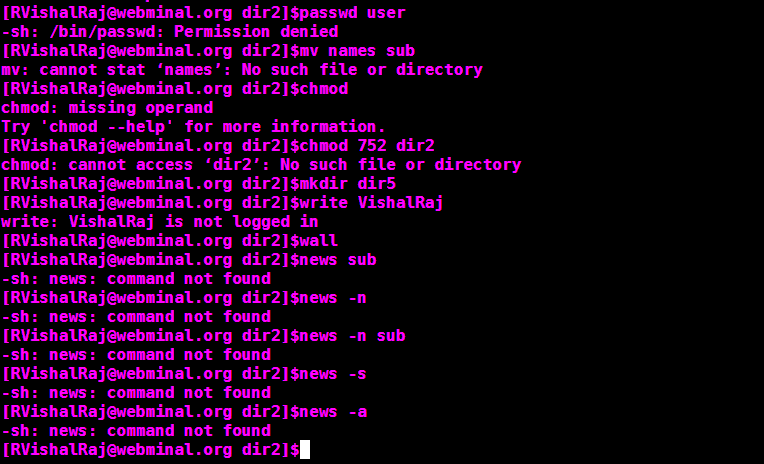 [RVishalRaj@webminal.org dir2]$passwd user
-sh: /bin/passwd: Permission denied
[RVishalRaj@webminal.org dir2]$mv names sub
mv: cannot stat ‘names’: No such file or directory
[RVishalRaj@webminal.org dir2]$chmod
chmod: missing operand
Try 'chmod --help' for more information.
[RVishalRaj@webminal.org dir2]$chmod 752 dir2
chmod: cannot access ‘dir2’: No such file or directory
[RVishalRaj@webminal.org dir2]$mkdir dir5
[RVishalRaj@webminal.org dir2]$write VishalRaj
write: VishalRaj is not logged in
[RVishalRaj@webminal.org dir2]$wall
[RVishalRaj@webminal.org dir2]$news sub
-sh: news: command not found
[RVishalRaj@webminal.org dir2]$news -n
-sh: news: command not found
[RVishalRaj@webminal.org dir2]$news -n sub
-sh: news: command not found
[RVishalRaj@webminal.org dir2]$news -s
-sh: news: command not found
[RVishalRaj@webminal.org dir2]$news -a
-sh: news: command not found
[RVishalRaj@webminal.org dir2]$